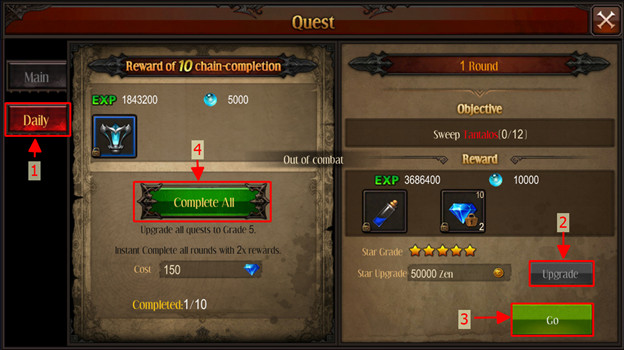 Quest
Main
Daily
1
Reward of 10 chain-completion
EXP 1843200 5000
4
Complete All
Upgrade all quests to Grade 5.
Instant Complete all rounds with 2x rewards.
Cost 150
Completed:1/10
Out of combat
1 Round
Objective
Sweep Tantalos(0/12)
Reward
EXP 3686400 10000
10
2
Star Grade
Star Upgrade 50000 Zen
2
Upgrade
3
Go